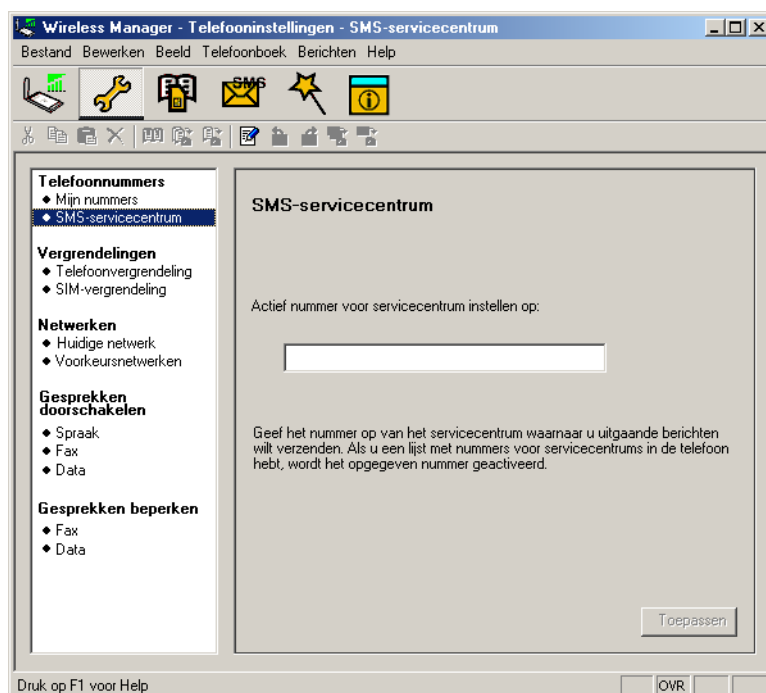 Wireless Manager - Telefooninstellingen - SMS-servicecentrum
Bestand Bewerken Beeld Telefoonboek Berichten Help
SMS
Telefoonnummers
Mijn nummers
SMS-servicecentrum
Vergrendelingen
Telefoonvergrendeling
SIM-vergrendeling
Netwerken
Huidige netwerk
Voorkeursnetwerken
Gesprekken
doorschakelen
Spraak
Fax
Data
Gesprekken beperken
Fax
Data
SMS-servicecentrum
Actief nummer voor servicecentrum instellen op:
Geef het nummer op van het servicecentrum waarnaar u uitgaande berichten
wilt verzenden. Als u een lijst met nummers voor servicecentrums in de telefoon
hebt, wordt het opgegeven nummer geactiveerd.
Toepassen
Druk op F1 voor Help
OVR